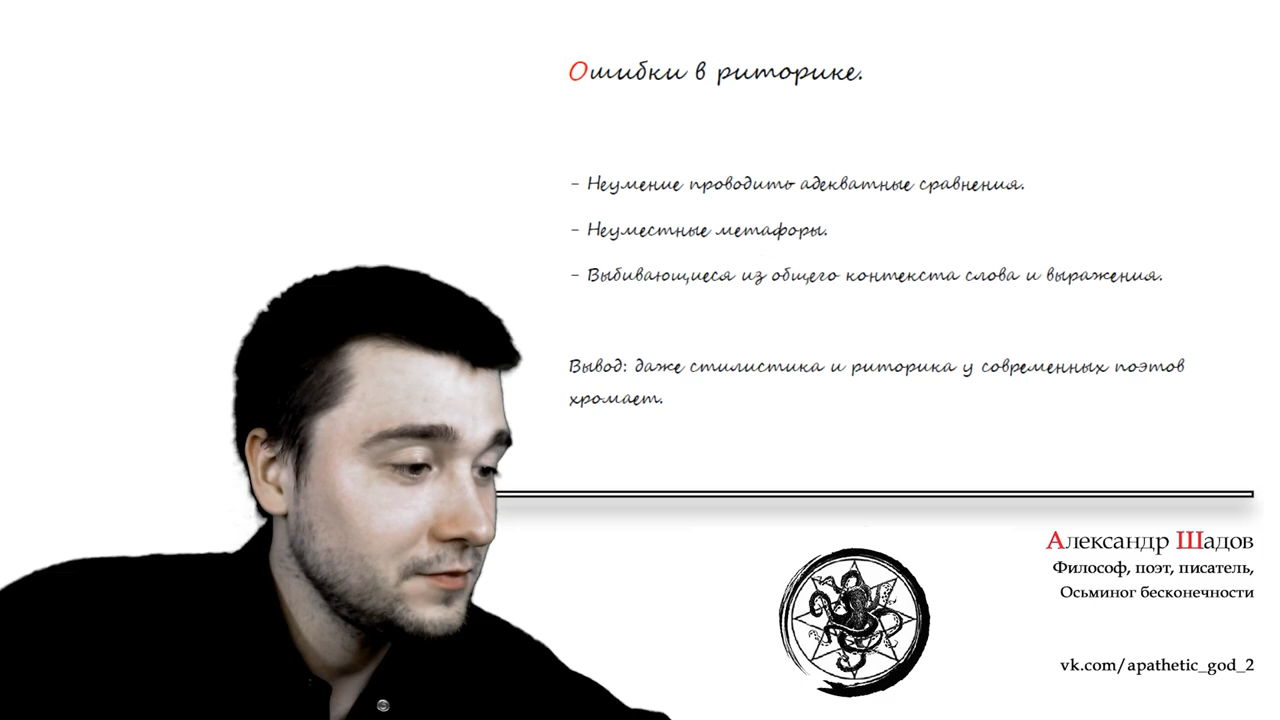 Ошибки в риторике.
- Неумение проводить адекватные сравнения.
- Неуместные метафоры.
- Выбивающиеся из общего контекста слова и выражения.
Вывод: даже стилистика и риторика у современных поэтов
хромает.
Александр Шадов
Философ, поэт, писатель,
Осьминог бесконечности
vk.com/apathetic_god_2